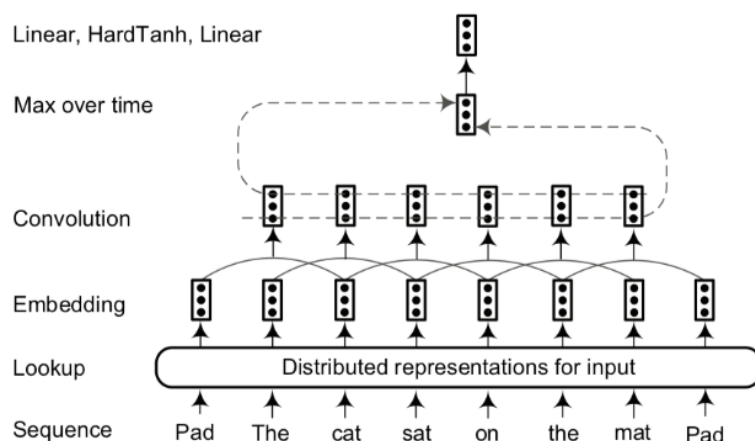 Linear, HardTanh, Linear
Max over time
Convolution
Embedding
Lookup Distributed representations for input
Sequence Pad The cat sat on the mat Pad